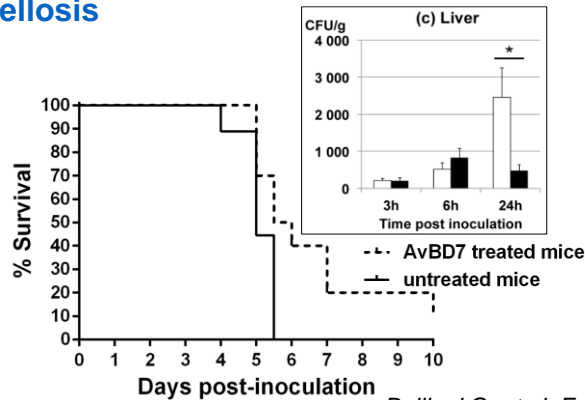 ellosis
(c) Liver
CFU/g
4 000
3 000
2 000
1 000
0
*
3h 6h 24h
Time post inoculation
100
90
80
70
60
50
40
30
20
10
0
% Survival
0 1 2 3 4 5 6 7 8 9 10
Days post-inoculation
AvBD7 treated mice
untreated mice